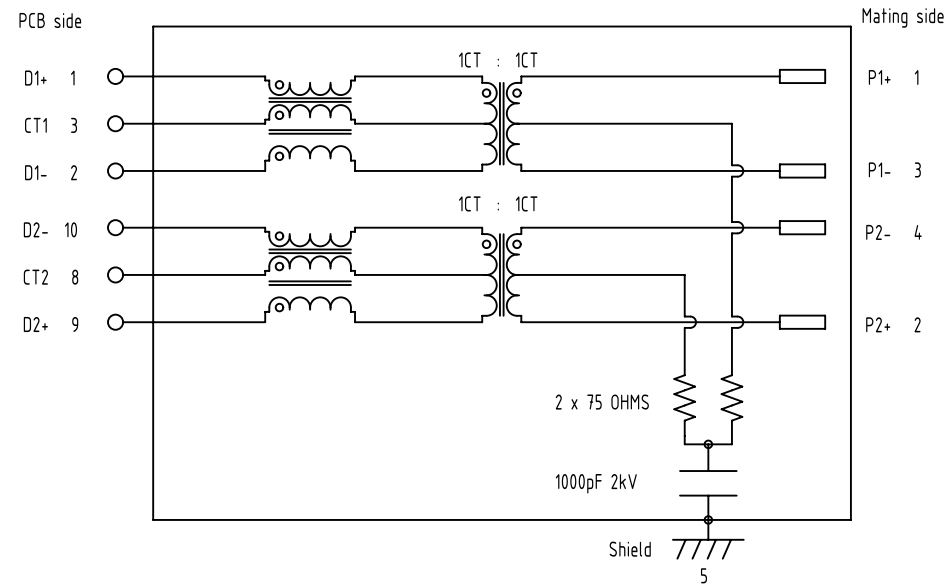 PCB side
Mating side
1CT : 1CT
D1+ 1
P1+ 1
CT1 3
D1- 2
P1- 3
1CT : 1CT
D2- 10
P2- 4
CT2 8
D2+ 9
P2+ 2
2 x 75 OHMS
1000pF 2kV
Shield
5